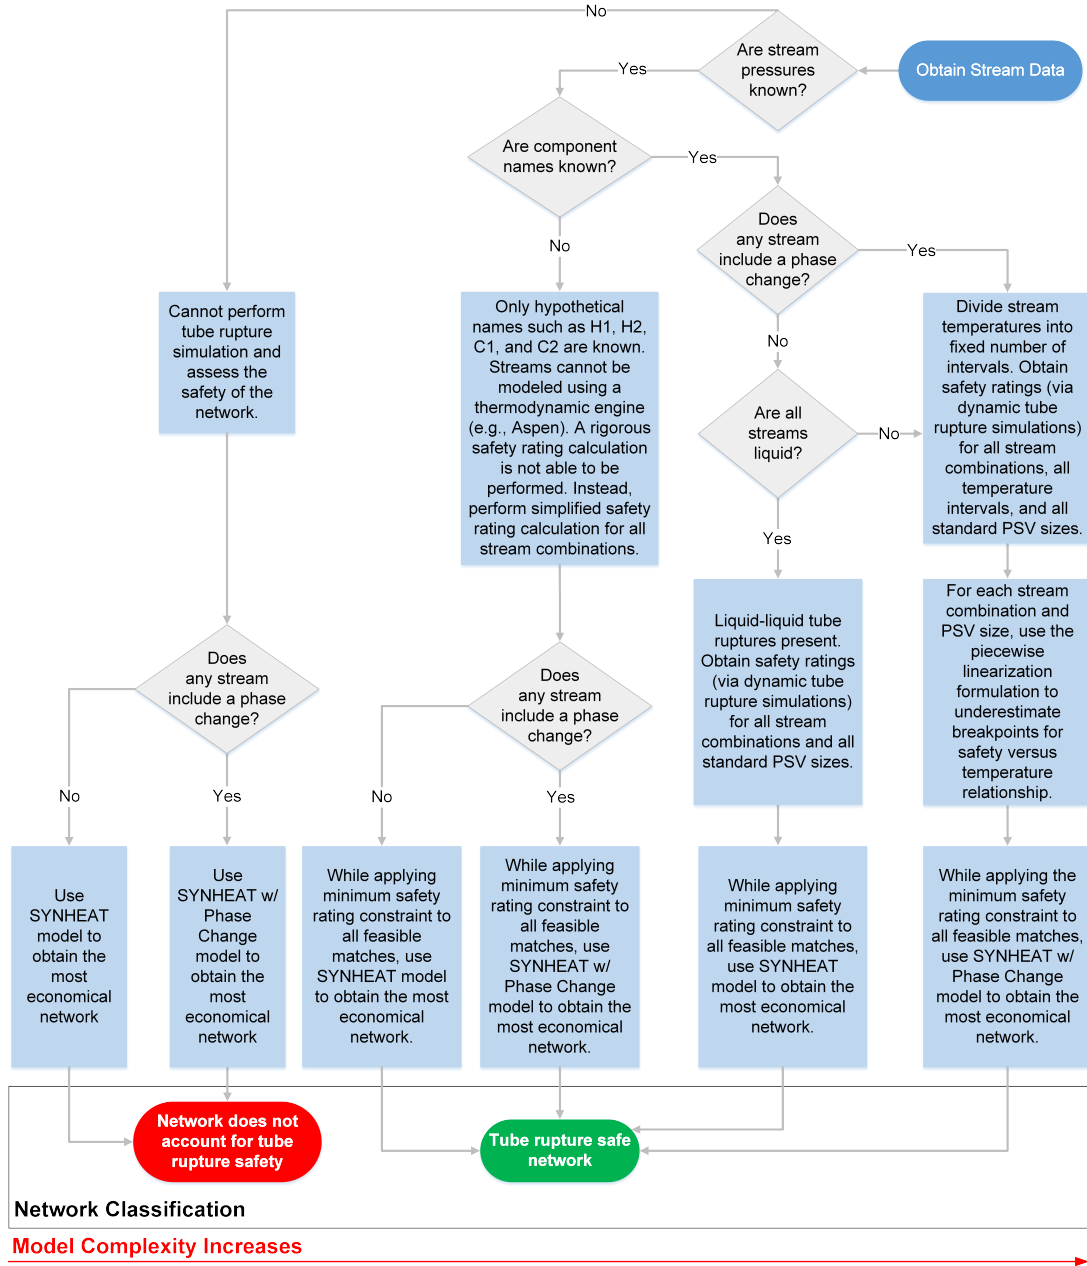 No
Are stream
pressures
known?
Obtain Stream Data
Yes
Are component
names known?
Yes
No
Does
any stream
include a phase
change?
Yes
No
Cannot perform
tube rupture
simulation and
assess the
safety of the
network.
Only hypothetical
names such as H1, H2,
C1, and C2 are known.
Streams cannot be
modeled using a
thermodynamic engine
(e.g., Aspen). A rigorous
safety rating calculation
is not able to be
performed. Instead,
perform simplified safety
rating calculation for all
stream combinations.
Are all
streams
liquid?
No
Yes
Divide stream
temperatures into
fixed number of
intervals. Obtain
safety ratings (via
dynamic tube
rupture simulations)
for all stream
combinations, all
temperature
intervals, and all
standard PSV sizes.
Does
any stream
include a phase
change?
No
Yes
Does
any stream
include a phase
change?
No
Yes
Liquid-liquid tube
ruptures present.
Obtain safety ratings
(via dynamic tube
rupture simulations)
for all stream
combinations and all
standard PSV sizes.
For each stream
combination and
PSV size, use the
piecewise
linearization
formulation to
underestimate
breakpoints for
safety versus
temperature
relationship.
Use
SYNHEAT
model to
obtain the
most
economical
network
Use
SYNHEAT w/
Phase
Change
model to
obtain the
most
economical
network
While applying
minimum safety
rating constraint to
all feasible
matches, use
SYNHEAT model
to obtain the most
economical
network.
While applying
minimum safety
rating constraint to
all feasible
matches, use
SYNHEAT w/
Phase Change
model to obtain the
most economical
network.
While applying
minimum safety
rating constraint to
all feasible matches,
use SYNHEAT
model to obtain the
most economical
network.
While applying the
minimum safety
rating constraint to
all feasible matches,
use SYNHEAT w/
Phase Change
model to obtain the
most economical
network.
Network does not
account for tube
rupture safety
Tube rupture safe
network
Network Classification
Model Complexity Increases